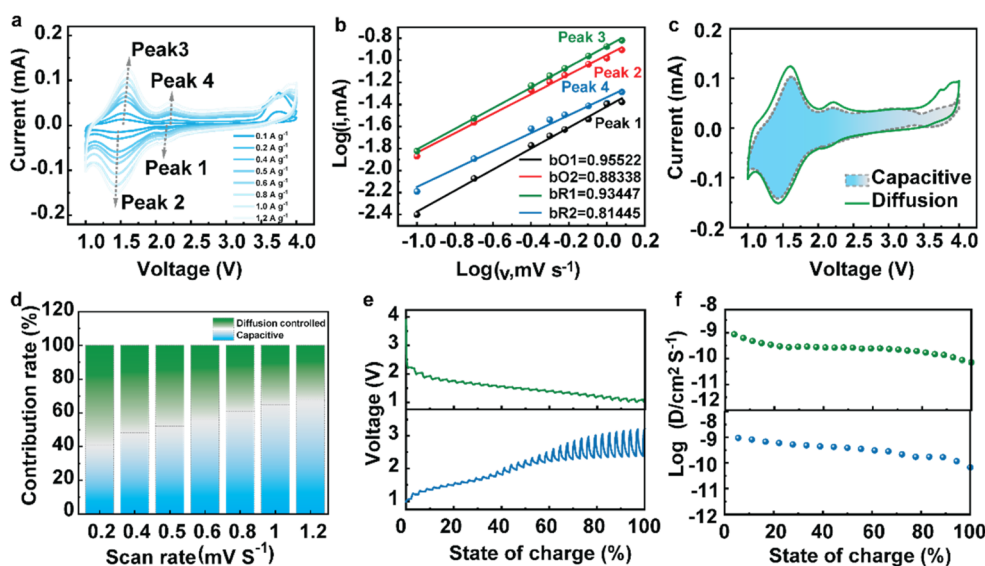 a
Current (mA)
0.2
0.1
0.0
-0.1
-0.2
Peak3
Peak 4
Peak 1
Peak 2
0.1 A g⁻¹
0.2 A g⁻¹
0.4 A g⁻¹
0.5 A g⁻¹
0.6 A g⁻¹
0.8 A g⁻¹
1.0 A g⁻¹
1.2 A g⁻¹
1.0 1.5 2.0 2.5 3.0 3.5 4.0
Voltage (V)
b
Log(i,mA)
-0.8
-1.0
-1.2
-1.4
-1.6
-1.8
-2.0
-2.2
-2.4
Peak 3
Peak 2
Peak 4
Peak 1
bO1=0.95522
bO2=0.88338
bR1=0.93447
bR2=0.81445
-1.0 -0.8 -0.6 -0.4 -0.2 0.0 0.2
Log(v,mV s⁻¹)
c
Current (mA)
0.2
0.1
0.0
-0.1
-0.2
Capacitive
Diffusion
1.0 1.5 2.0 2.5 3.0 3.5 4.0
Voltage (V)
d
Contribution rate (%)
120
100
80
60
40
20
0
Diffusion controlled
Capacitive
0.2 0.4 0.5 0.6 0.8 1 1.2
Scan rate(mV S⁻¹)
e
Voltage (V)
4
3
2
1
3
2
1
0 20 40 60 80 100
State of charge (%)
f
Log (D/cm² S⁻¹)
-8
-9
-10
-11
-12
-8
-9
-10
-11
-12
0 20 40 60 80 100
State of charge (%)